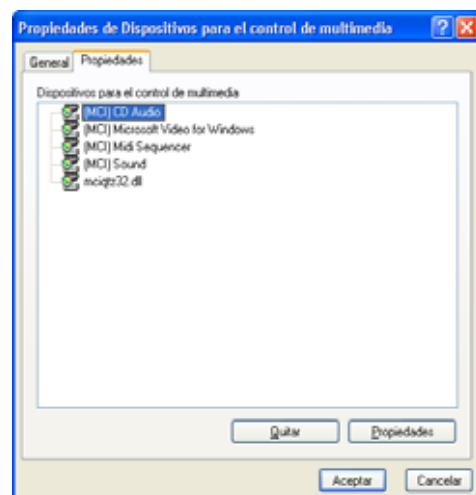 Propiedades de Dispositivos para el control de multimedia
General Propiedades
Dispositivos para el control de multimedia
(MCI) CD Audio
(MCI) Microsoft Video for Windows
(MCI) Midi Sequencer
(MCI) Sound
mciqtz32.dll
Quitar Propiedades
Aceptar Cancelar